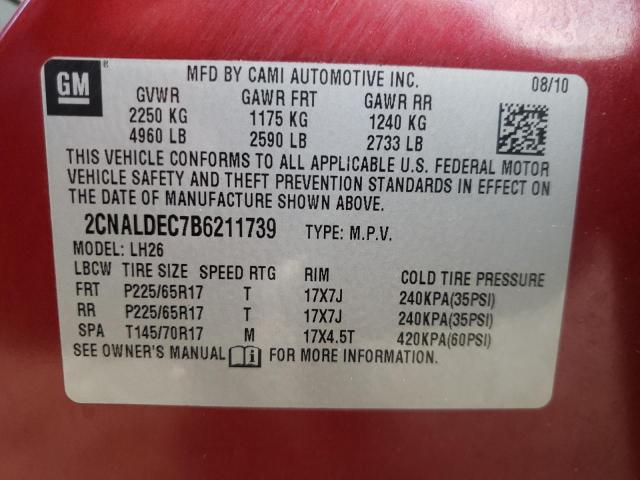 GM ®
MFD BY CAMI AUTOMOTIVE INC. 08/10
GVWR GAWR FRT GAWR RR
2250 KG 1175 KG 1240 KG
4960 LB 2590 LB 2733 LB
THIS VEHICLE CONFORMS TO ALL APPLICABLE U.S. FEDERAL MOTOR
VEHICLE SAFETY AND THEFT PREVENTION STANDARDS IN EFFECT ON
THE DATE OF MANUFACTURE SHOWN ABOVE.
2CNALDEC7B6211739 TYPE: M.P.V.
MODEL: LH26
LBCW TIRE SIZE SPEED RTG RIM COLD TIRE PRESSURE
FRT P225/65R17 T 17X7J 240KPA(35PSI)
RR P225/65R17 T 17X7J 240KPA(35PSI)
SPA T145/70R17 M 17X4.5T 420KPA(60PSI)
SEE OWNER'S MANUAL i FOR MORE INFORMATION.